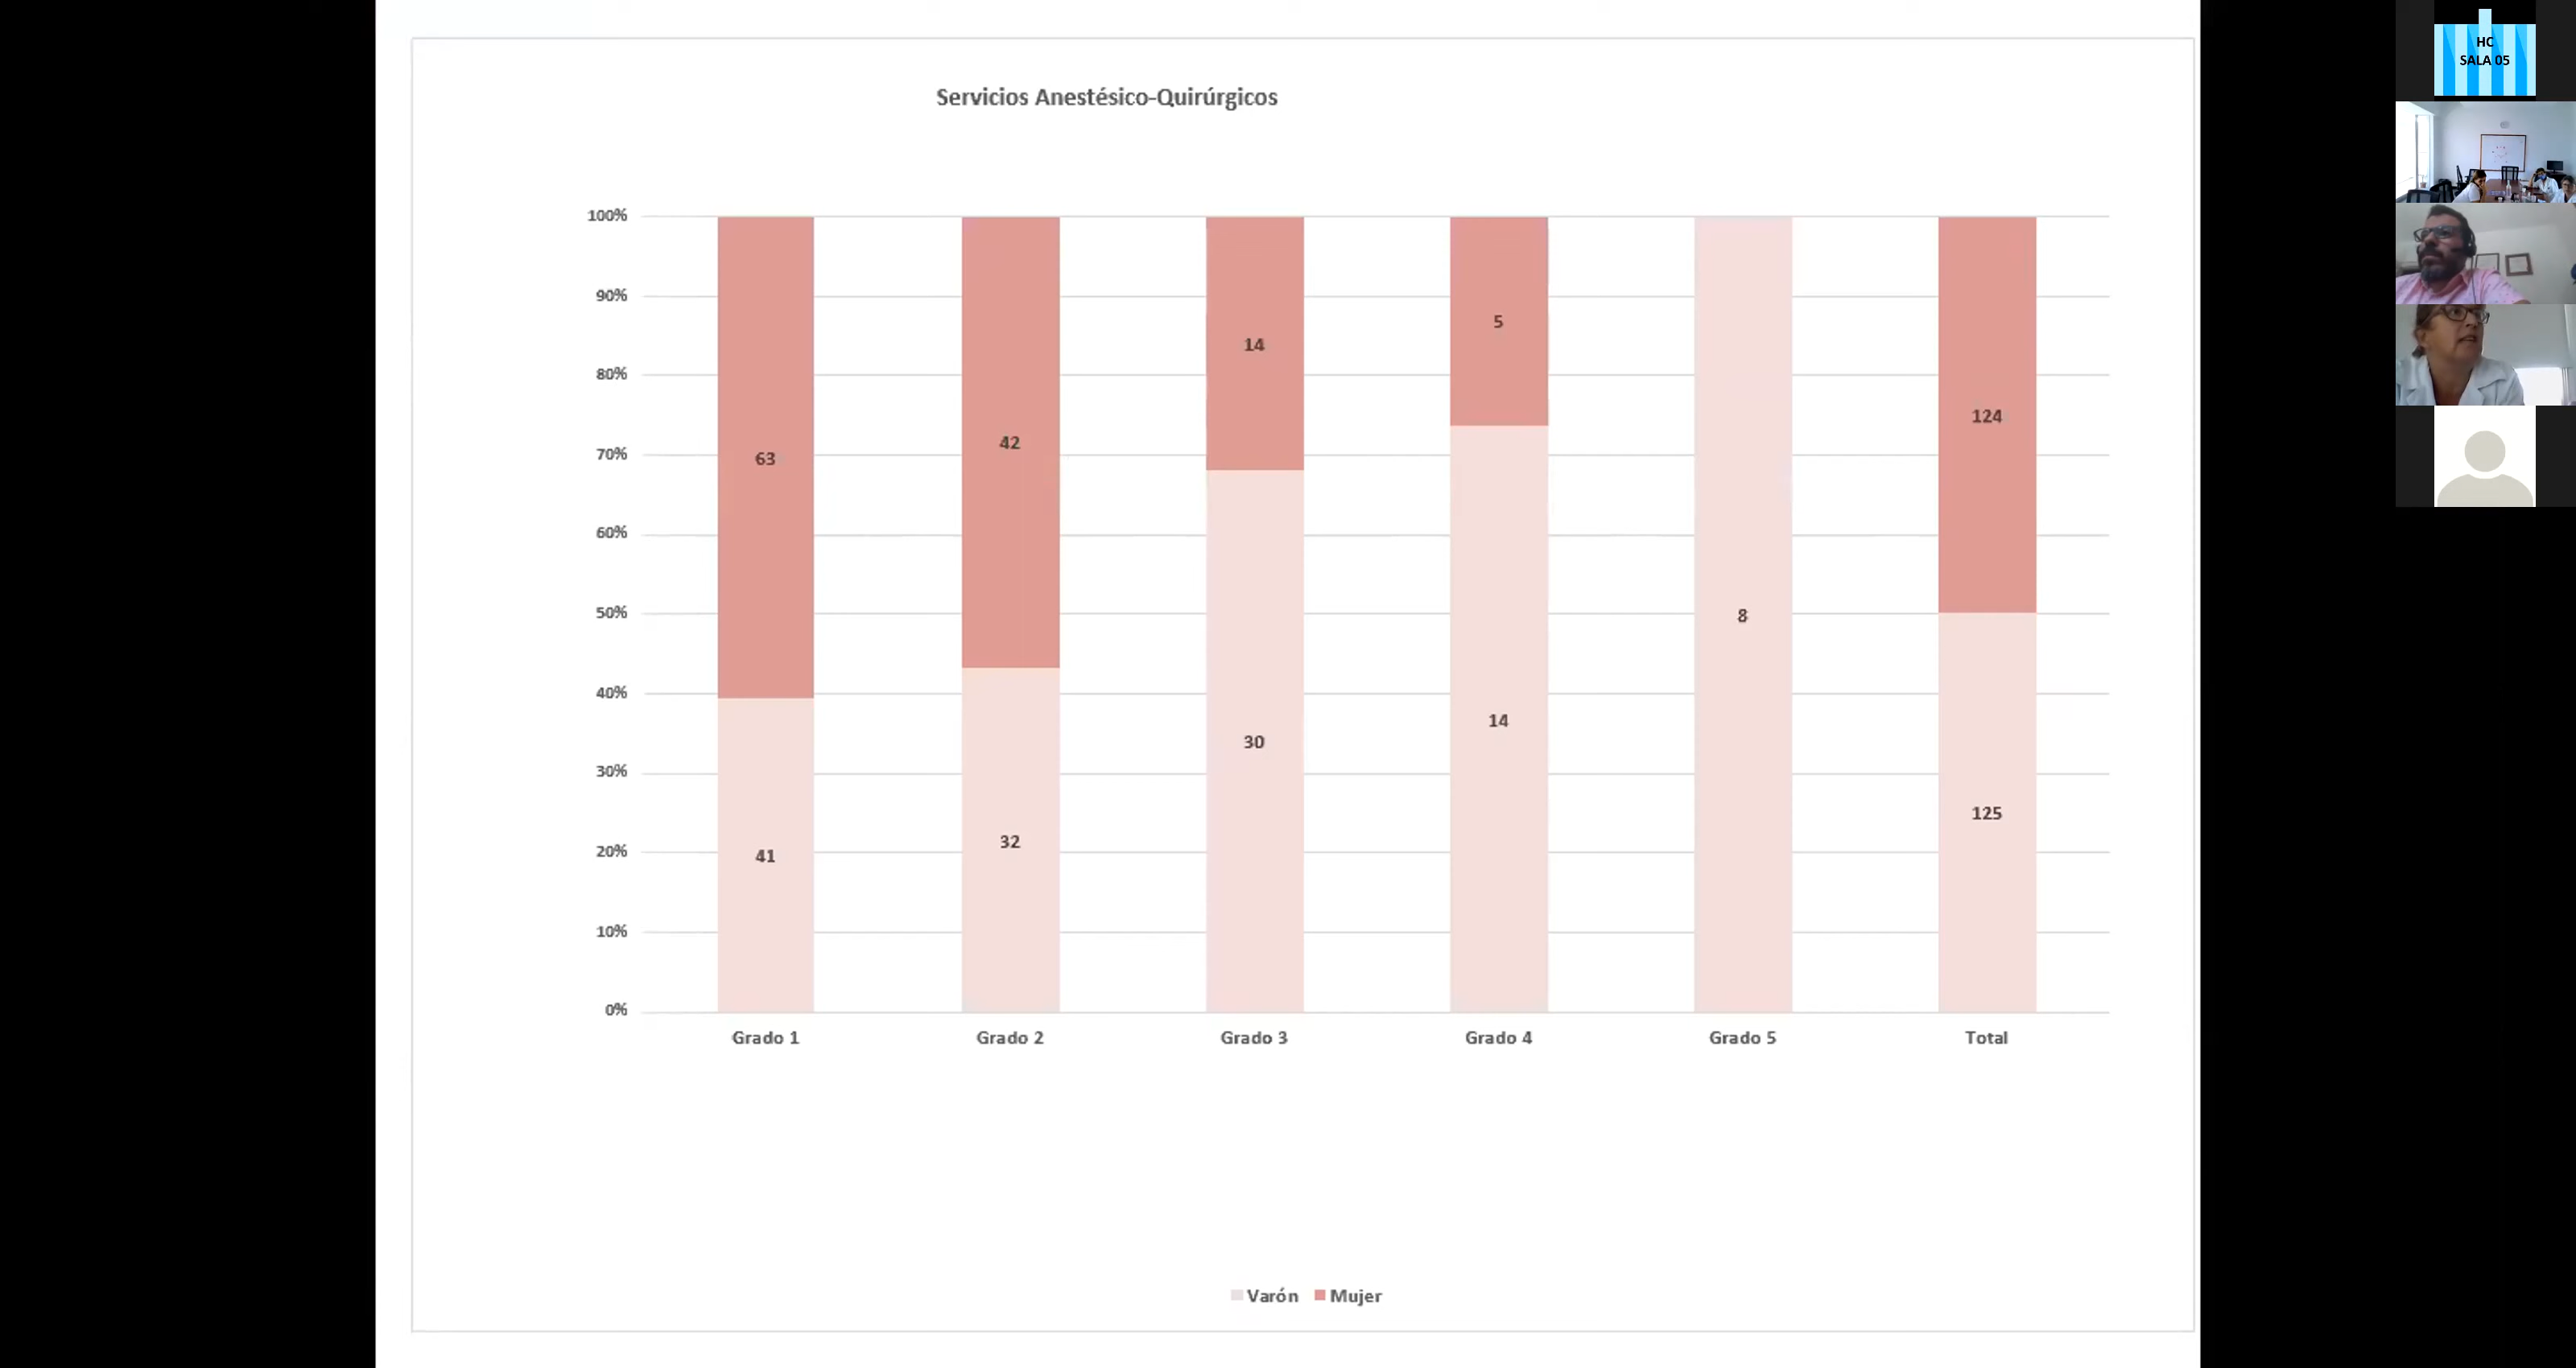 Servicios Anestésico-Quirúrgicos
100%
90%
80%
70%
60%
50%
40%
30%
20%
10%
0%
63
41
42
32
14
30
5
14
8
124
125
Grado 1
Grado 2
Grado 3
Grado 4
Grado 5
Total
Varón
Mujer
HC
SALA 05